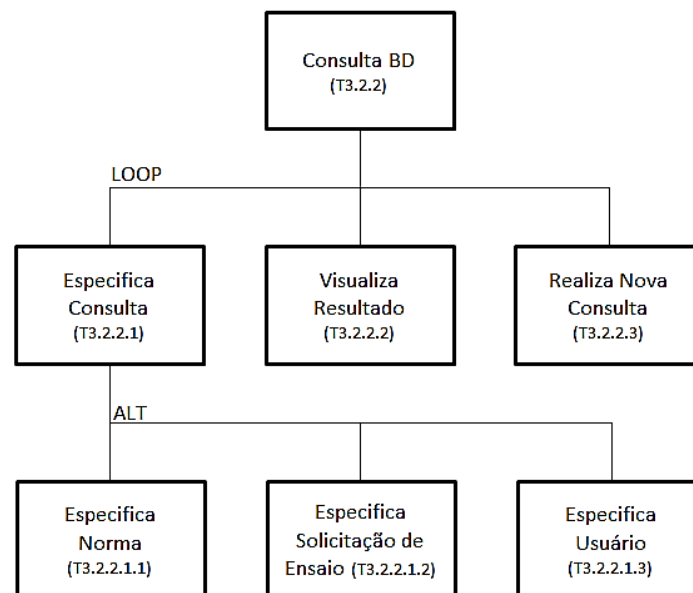 Consulta BD
(T3.2.2)
LOOP
Especifica
Consulta
(T3.2.2.1)
Visualiza
Resultado
(T3.2.2.2)
Realiza Nova
Consulta
(T3.2.2.3)
ALT
Especifica
Norma
(T3.2.2.1.1)
Especifica
Solicitação de
Ensaio (T3.2.2.1.2)
Especifica
Usuário
(T3.2.2.1.3)